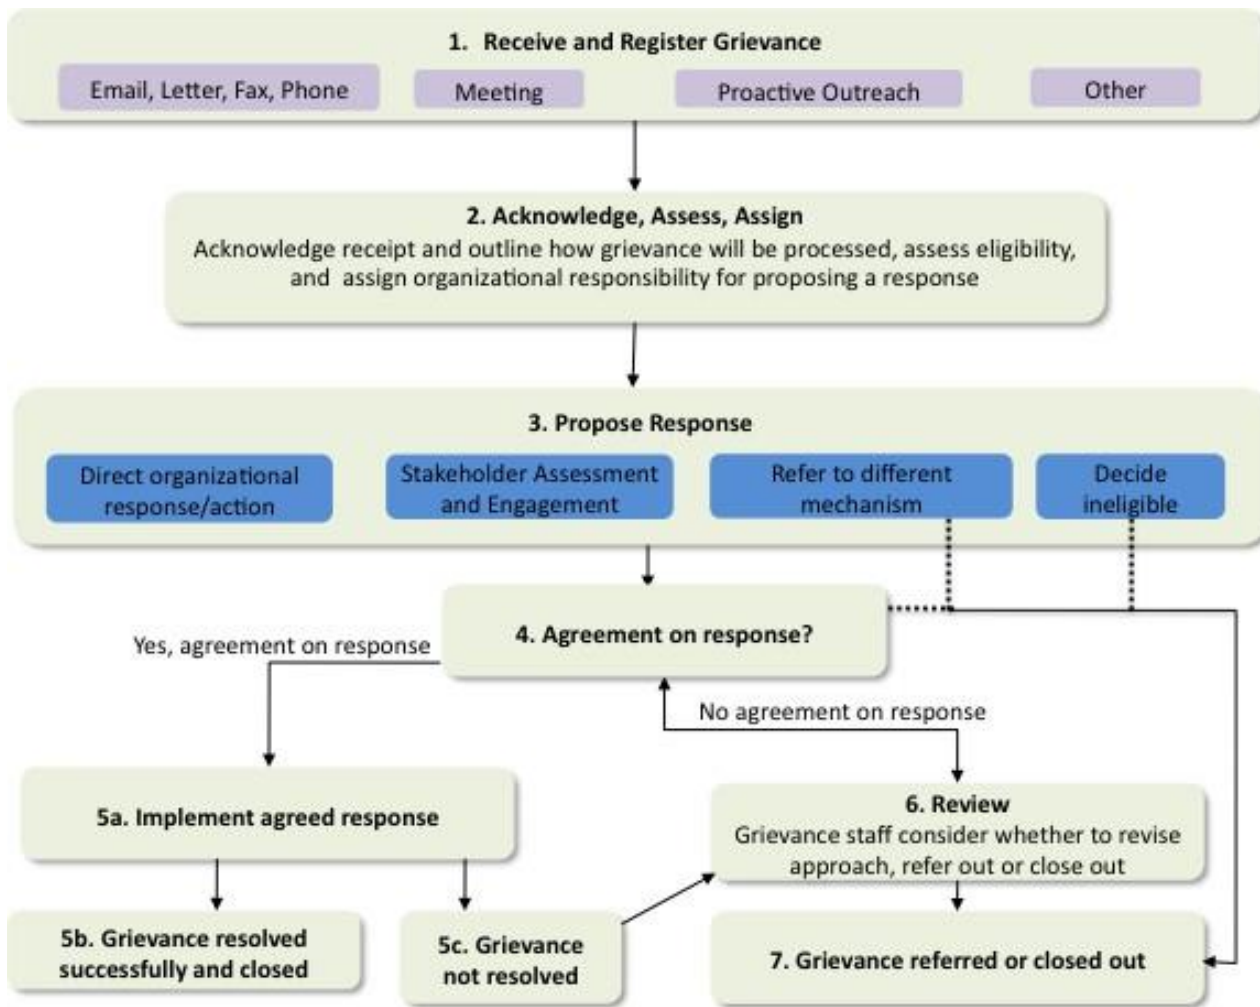 1. Receive and Register Grievance
Email, Letter, Fax, Phone
Meeting
Proactive Outreach
Other
2. Acknowledge, Assess, Assign
Acknowledge receipt and outline how grievance will be processed, assess eligibility,
and assign organizational responsibility for proposing a response
3. Propose Response
Direct organizational
response/action
Stakeholder Assessment
and Engagement
Refer to different
mechanism
Decide
ineligible
4. Agreement on response?
Yes, agreement on response
No agreement on response
5a. Implement agreed response
6. Review
Grievance staff consider whether to revise
approach, refer out or close out
5b. Grievance resolved
successfully and closed
5c. Grievance
not resolved
7. Grievance referred or closed out